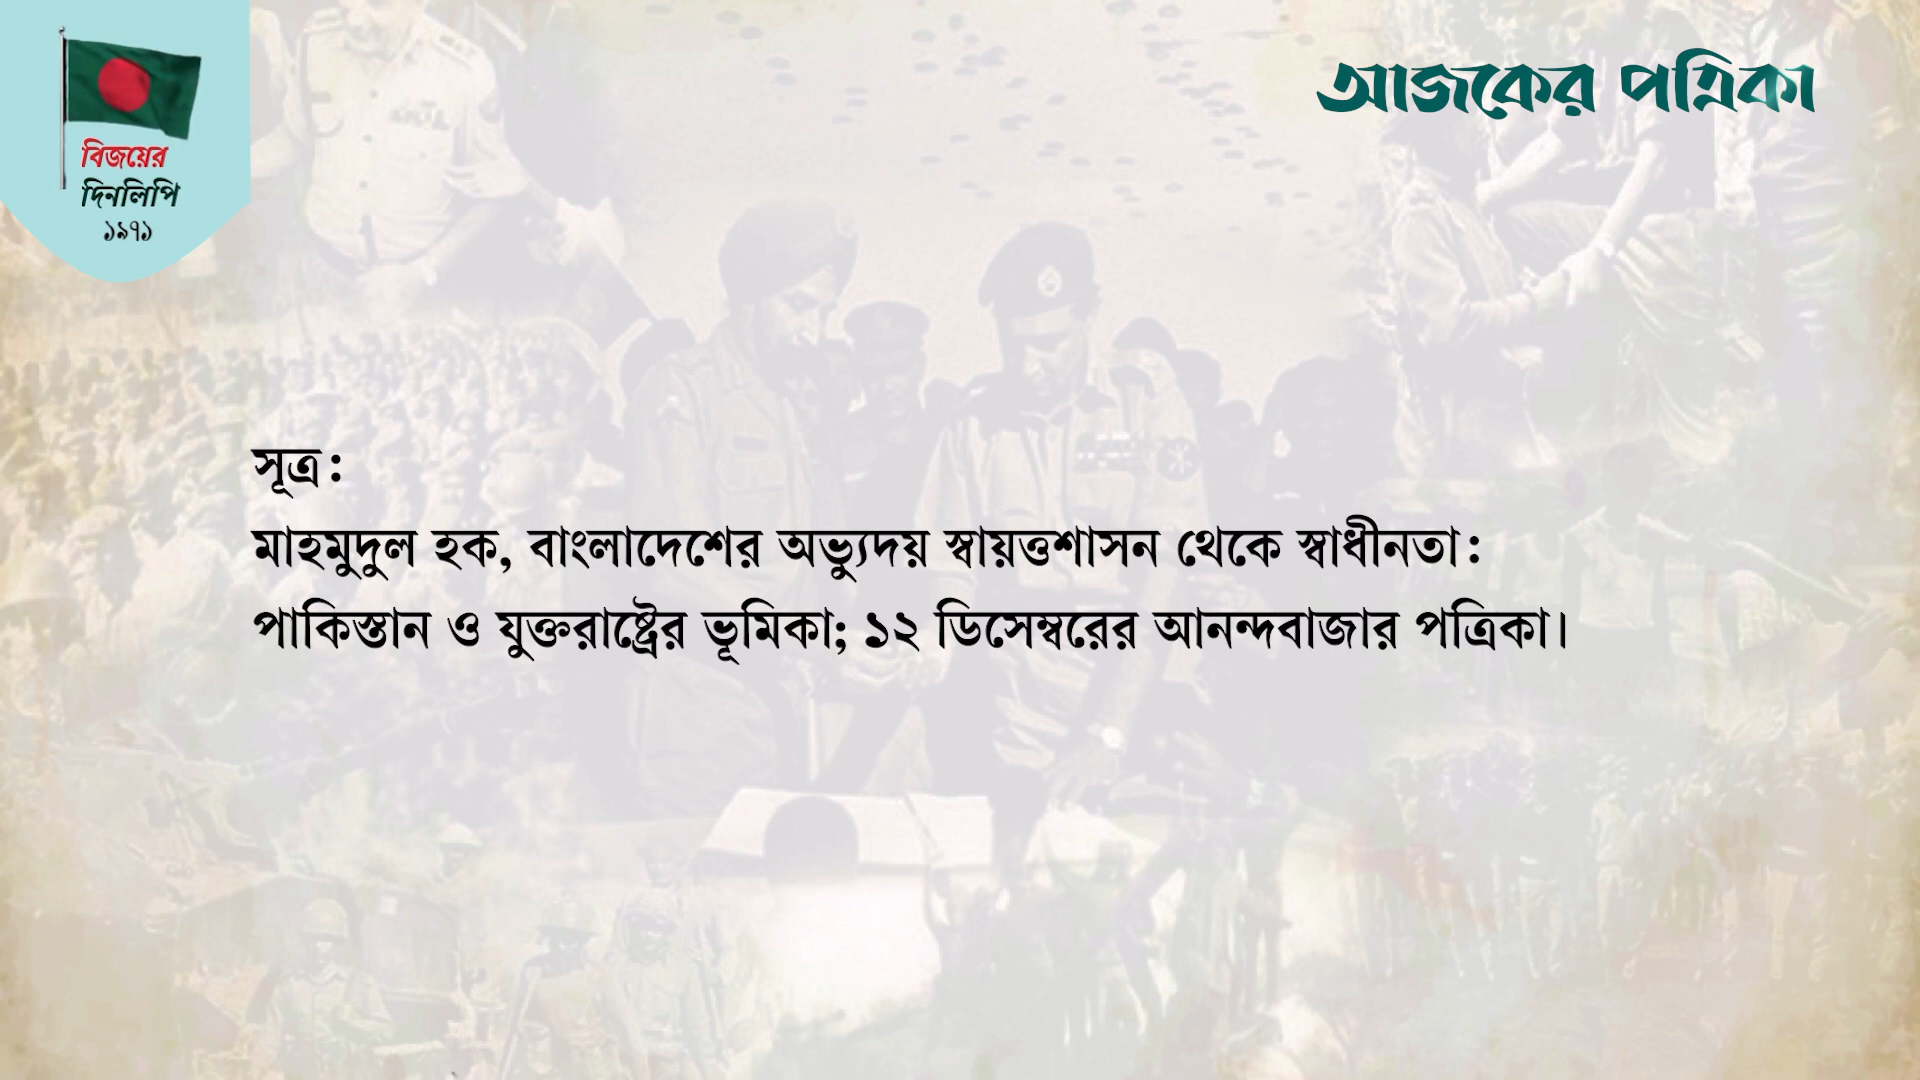 বিজয়ের
দিনলিপি
১৯৭১
আজকের পত্রিকা
সূত্র:
মাহমুদুল হক, বাংলাদেশের অভ্যুদয় স্বায়ত্তশাসন থেকে স্বাধীনতা:
পাকিস্তান ও যুক্তরাষ্ট্রের ভূমিকা; ১২ ডিসেম্বরের আনন্দবাজার পত্রিকা।